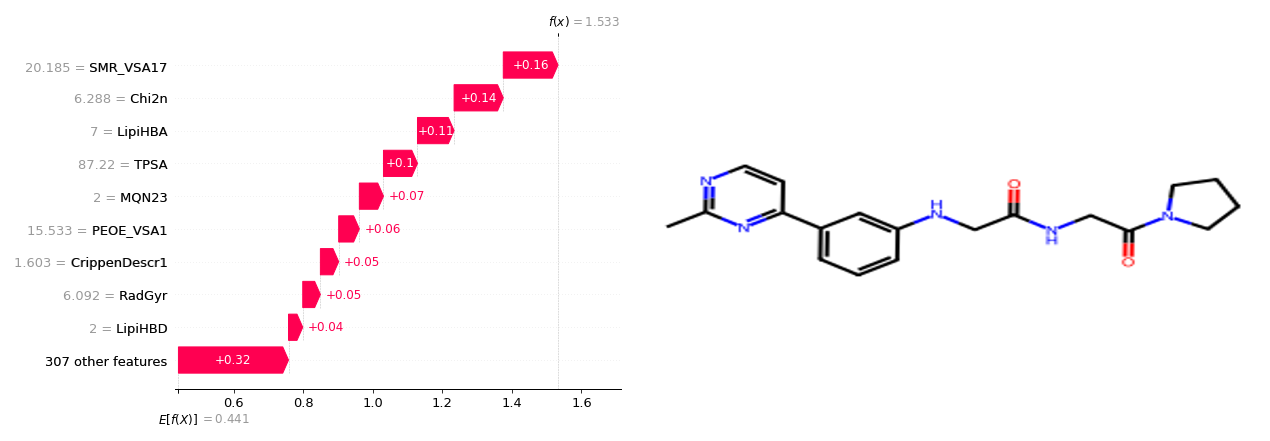 f(x) = 1.533
20.185 = SMR_VSA17
+0.16
6.288 = Chi2n
+0.14
7 = LipiHBA
+0.11
87.22 = TPSA
+0.1
2 = MQN23
+0.07
15.533 = PEOE_VSA1
+0.06
1.603 = CrippenDescr1
+0.05
6.092 = RadGyr
+0.05
2 = LipiHBD
+0.04
307 other features
+0.32
0.6 0.8 1.0 1.2 1.4 1.6
E[f(X)] = 0.441
N
N
H
N
O
N
H
O
N